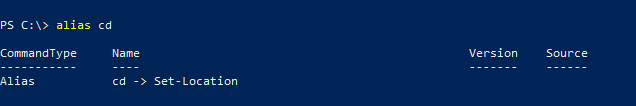 PS C:\> alias cd
CommandType     Name                                               Version    Source
-----------     ----                                               -------    ------
Alias           cd -> Set-Location